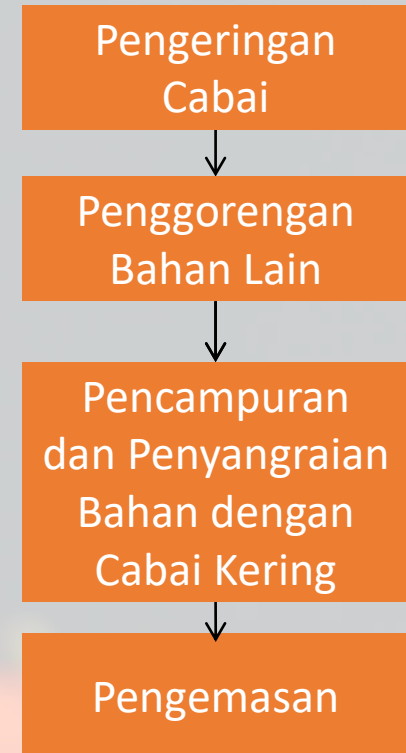 Pengeringan
Cabai
Penggorengan
Bahan Lain
Pencampuran
dan Penyangraian
Bahan dengan
Cabai Kering
Pengemasan